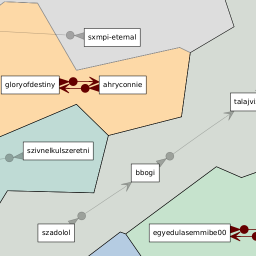 sxmpi-eternal
gloryofdestiny
ahryconnie
talajvi
szivnelkulszeretni
bbogi
szadolol
egyedulasemmibe00